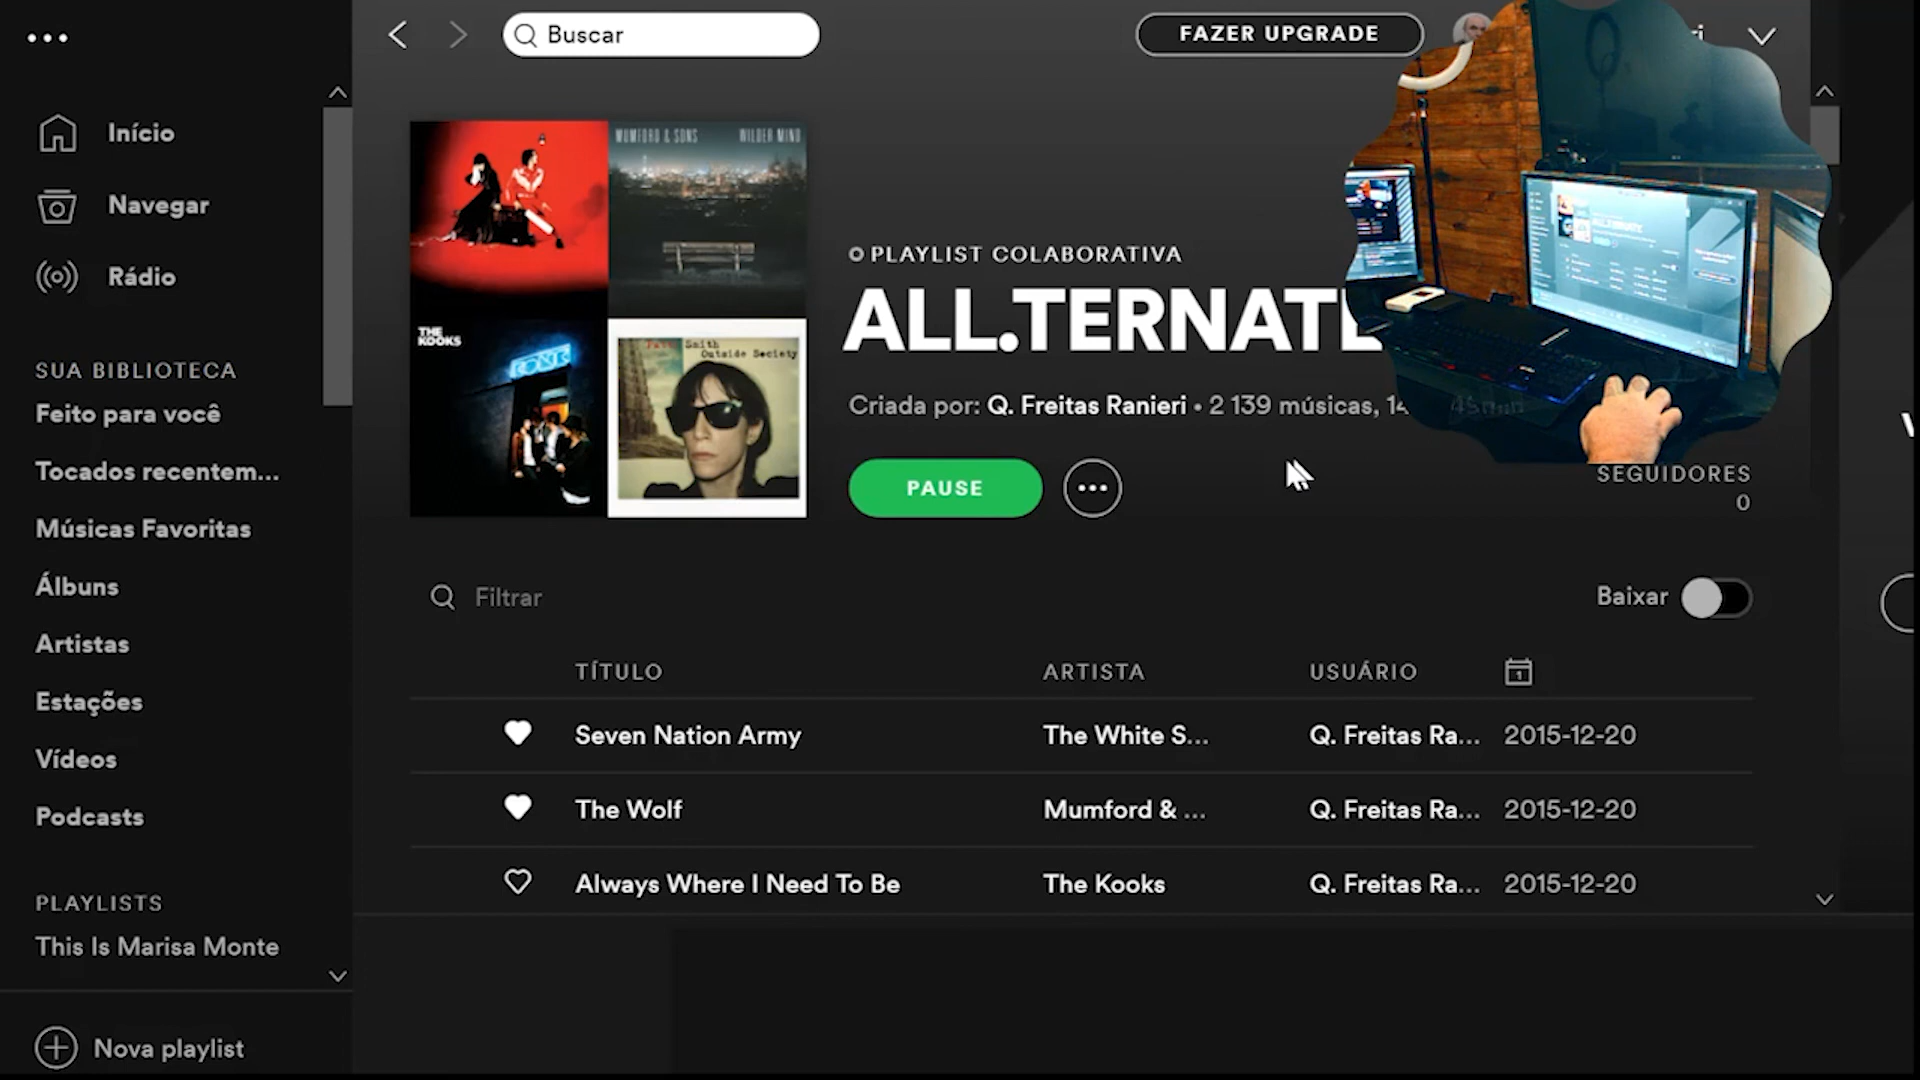 Buscar
FAZER UPGRADE
Início
Navegar
Rádio
SUA BIBLIOTECA
Feito para você
Tocados recentem...
Músicas Favoritas
Álbuns
Artistas
Estações
Vídeos
Podcasts
PLAYLISTS
This Is Marisa Monte
Nova playlist
MUMFORD & SONS WILDER MIND
THE KOOKS
Smith
Outside Society
PLAYLIST COLABORATIVA
ALL.TERNATE
Criada por: Q. Freitas Ranieri • 2 139 músicas, 14
PAUSE
SEGUIDORES
0
Filtrar
Baixar
TÍTULO ARTISTA USUÁRIO
Seven Nation Army The White S... Q. Freitas Ra... 2015-12-20
The Wolf Mumford & ... Q. Freitas Ra... 2015-12-20
Always Where I Need To Be The Kooks Q. Freitas Ra... 2015-12-20